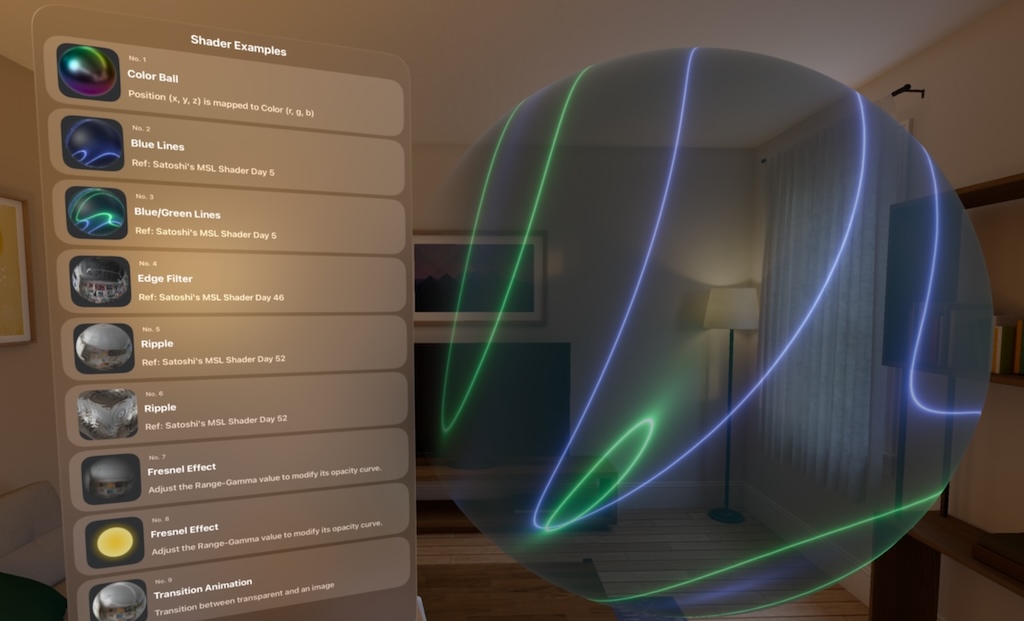 Shader Examples
No. 1
Color Ball
Position (x, y, z) is mapped to Color (r, g, b)
No. 2
Blue Lines
Ref: Satoshi's MSL Shader Day 5
No. 3
Blue/Green Lines
Ref: Satoshi's MSL Shader Day 5
No. 4
Edge Filter
Ref: Satoshi's MSL Shader Day 46
No. 5
Ripple
Ref: Satoshi's MSL Shader Day 52
No. 6
Ripple
Ref: Satoshi's MSL Shader Day 52
No. 7
Fresnel Effect
Adjust the Range-Gamma value to modify its opacity curve.
No. 8
Fresnel Effect
Adjust the Range-Gamma value to modify its opacity curve.
No. 9
Transition Animation
Transition between transparent and an image